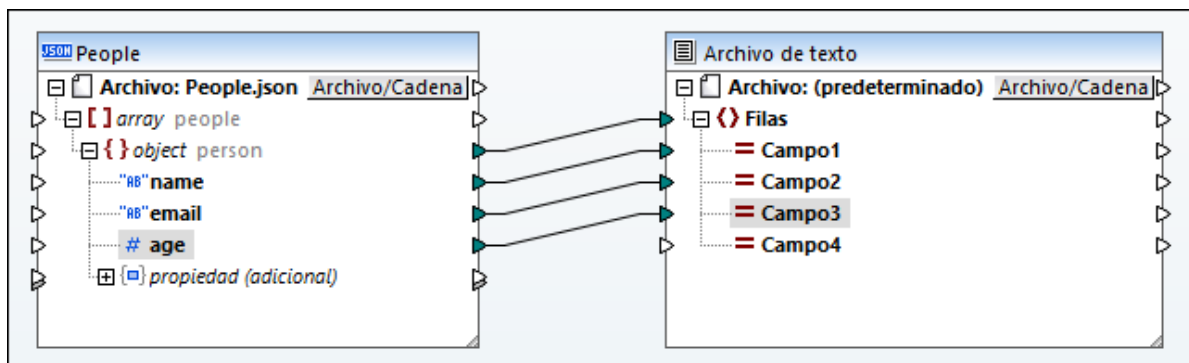 JSON People
Archivo: People.json Archivo/Cadena
[ ] array people
{ } object person
"AB" name
"AB" email
# age
{ } propiedad (adicional)
Archivo de texto
Archivo: (predeterminado) Archivo/Cadena
Filas
= Campo1
= Campo2
= Campo3
= Campo4